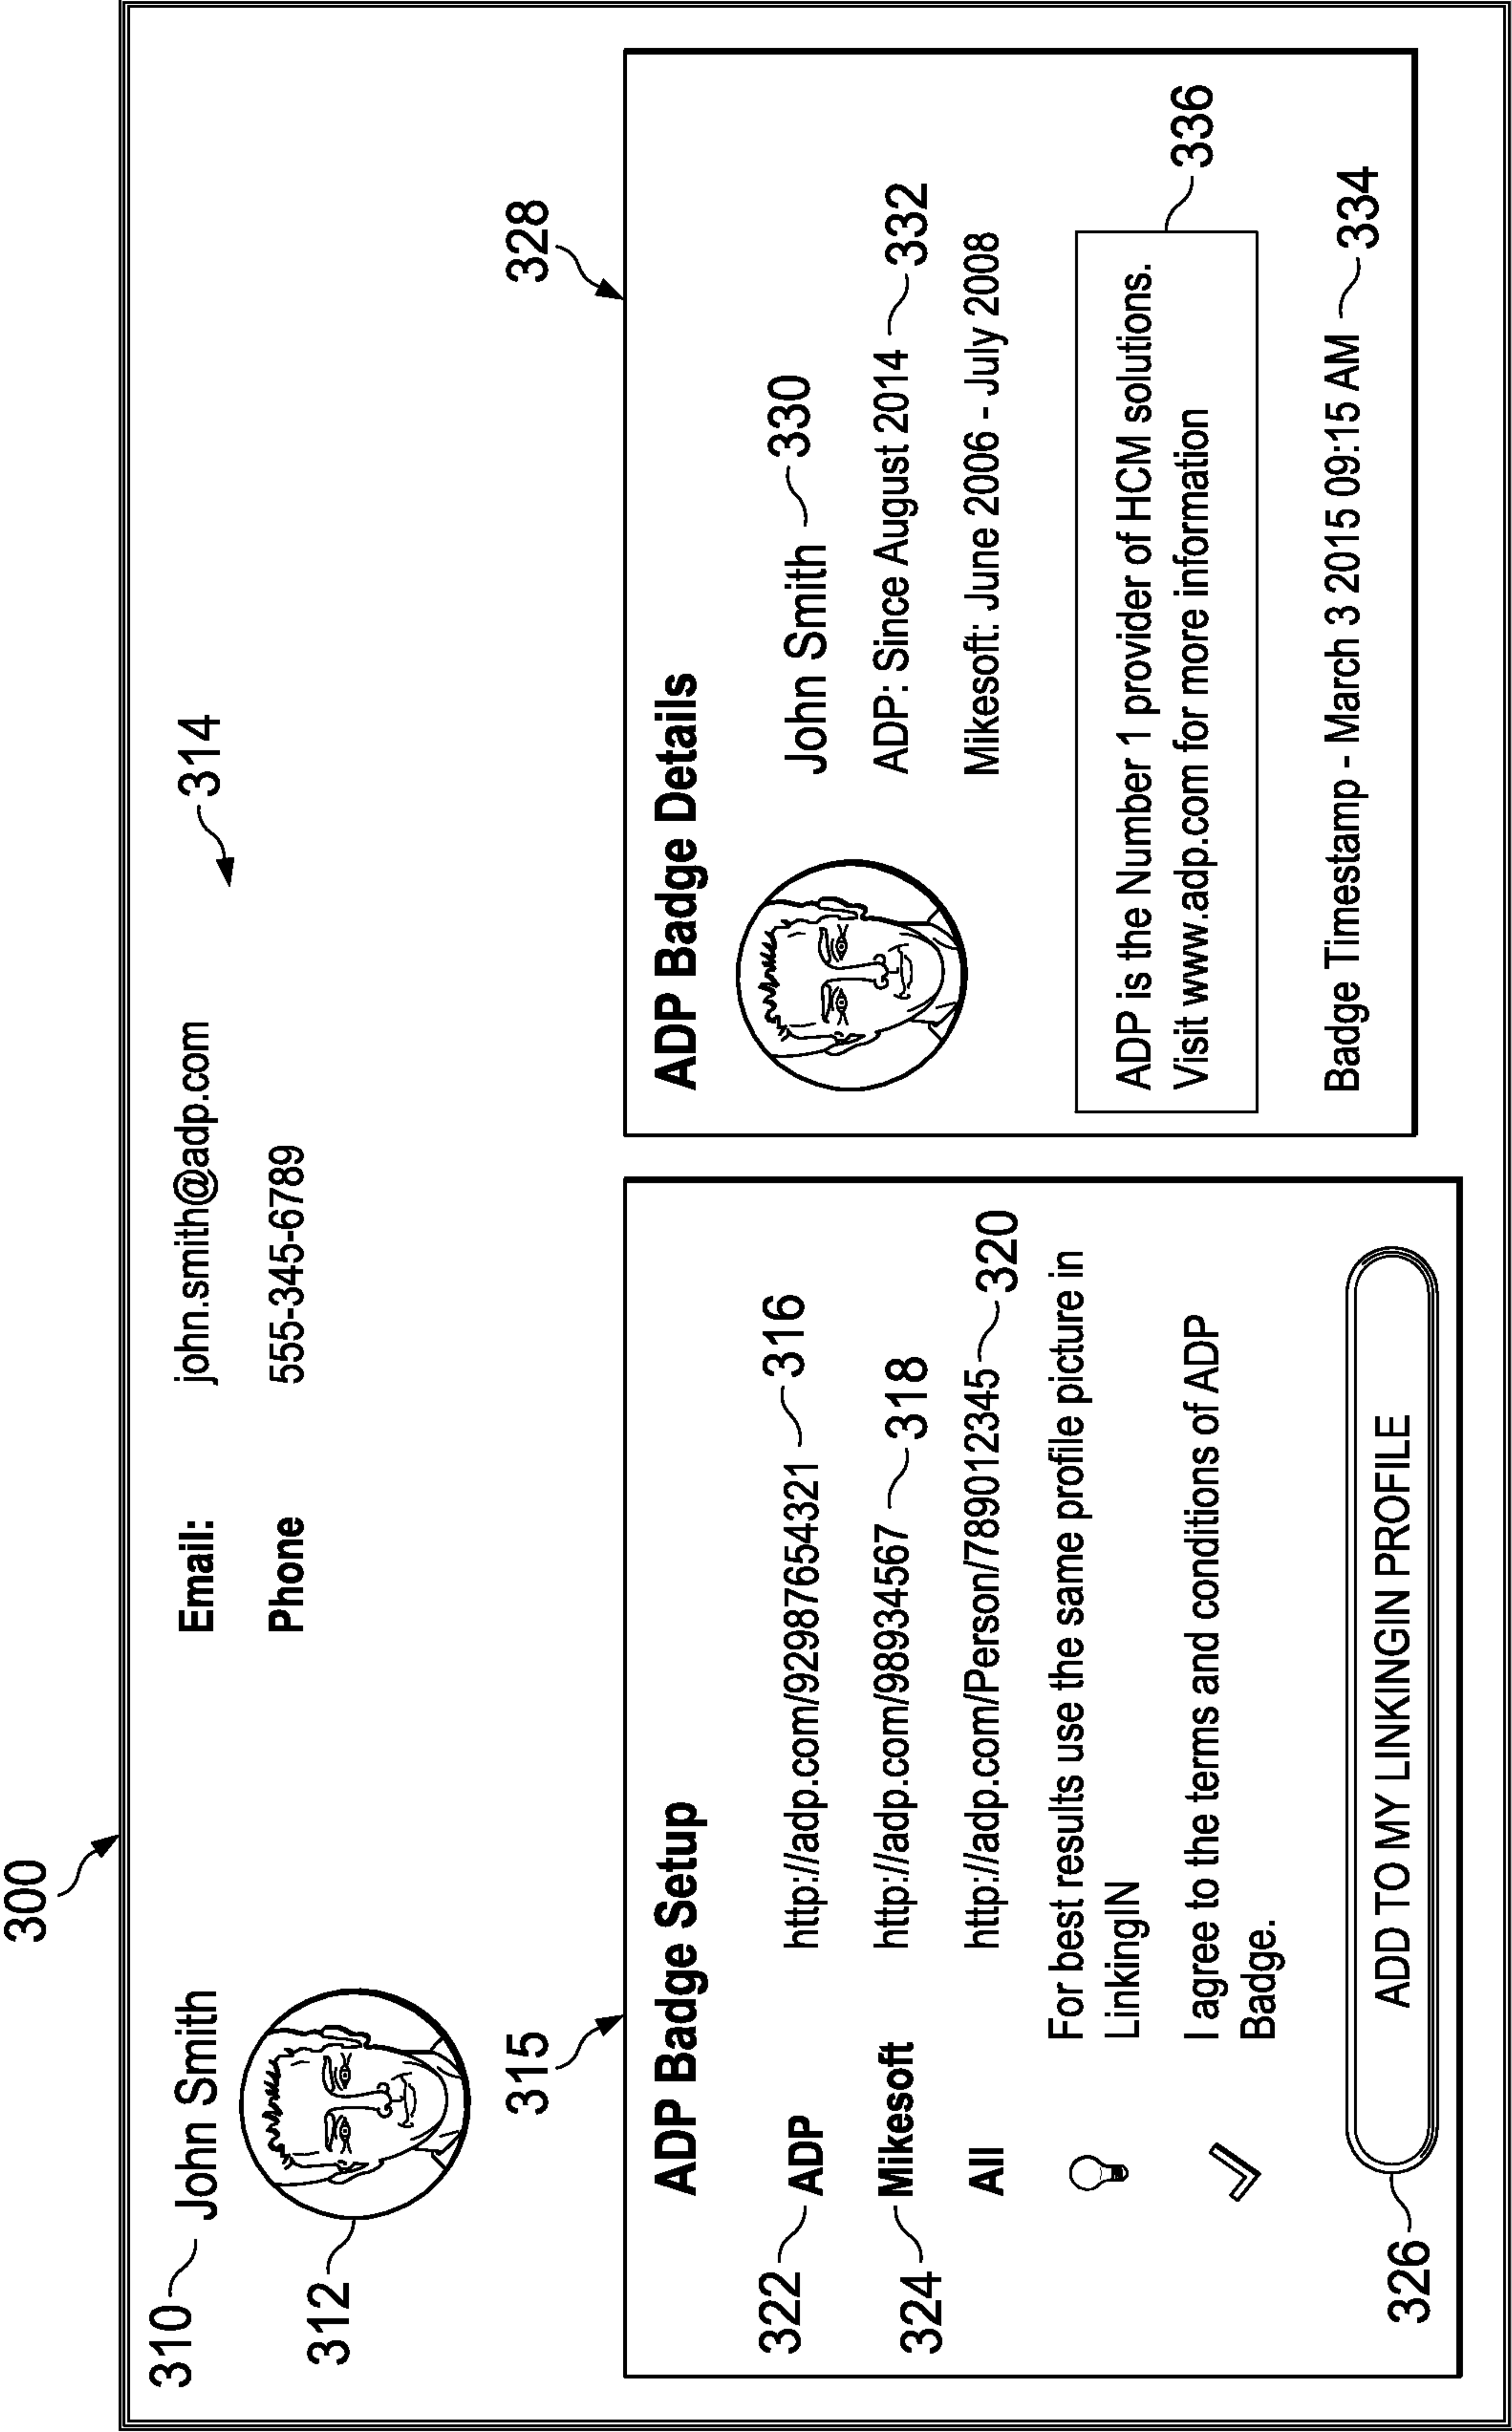 300
310 John Smith
312
Email: john.smith@adp.com
Phone 555-345-6789
314
315
ADP Badge Setup
322 ADP http://adp.com/92987654321 316
324 Mikesoft http://adp.com/98934567 318
All http://adp.com/Person/789012345 320
For best results use the same profile picture in
LinkingIN
I agree to the terms and conditions of ADP
Badge.
326 ADD TO MY LINKINGIN PROFILE
328
ADP Badge Details
John Smith 330
ADP: Since August 2014 332
Mikesoft: June 2006 - July 2008
ADP is the Number 1 provider of HCM solutions.
Visit www.adp.com for more information
336
Badge Timestamp - March 3 2015 09:15 AM 334